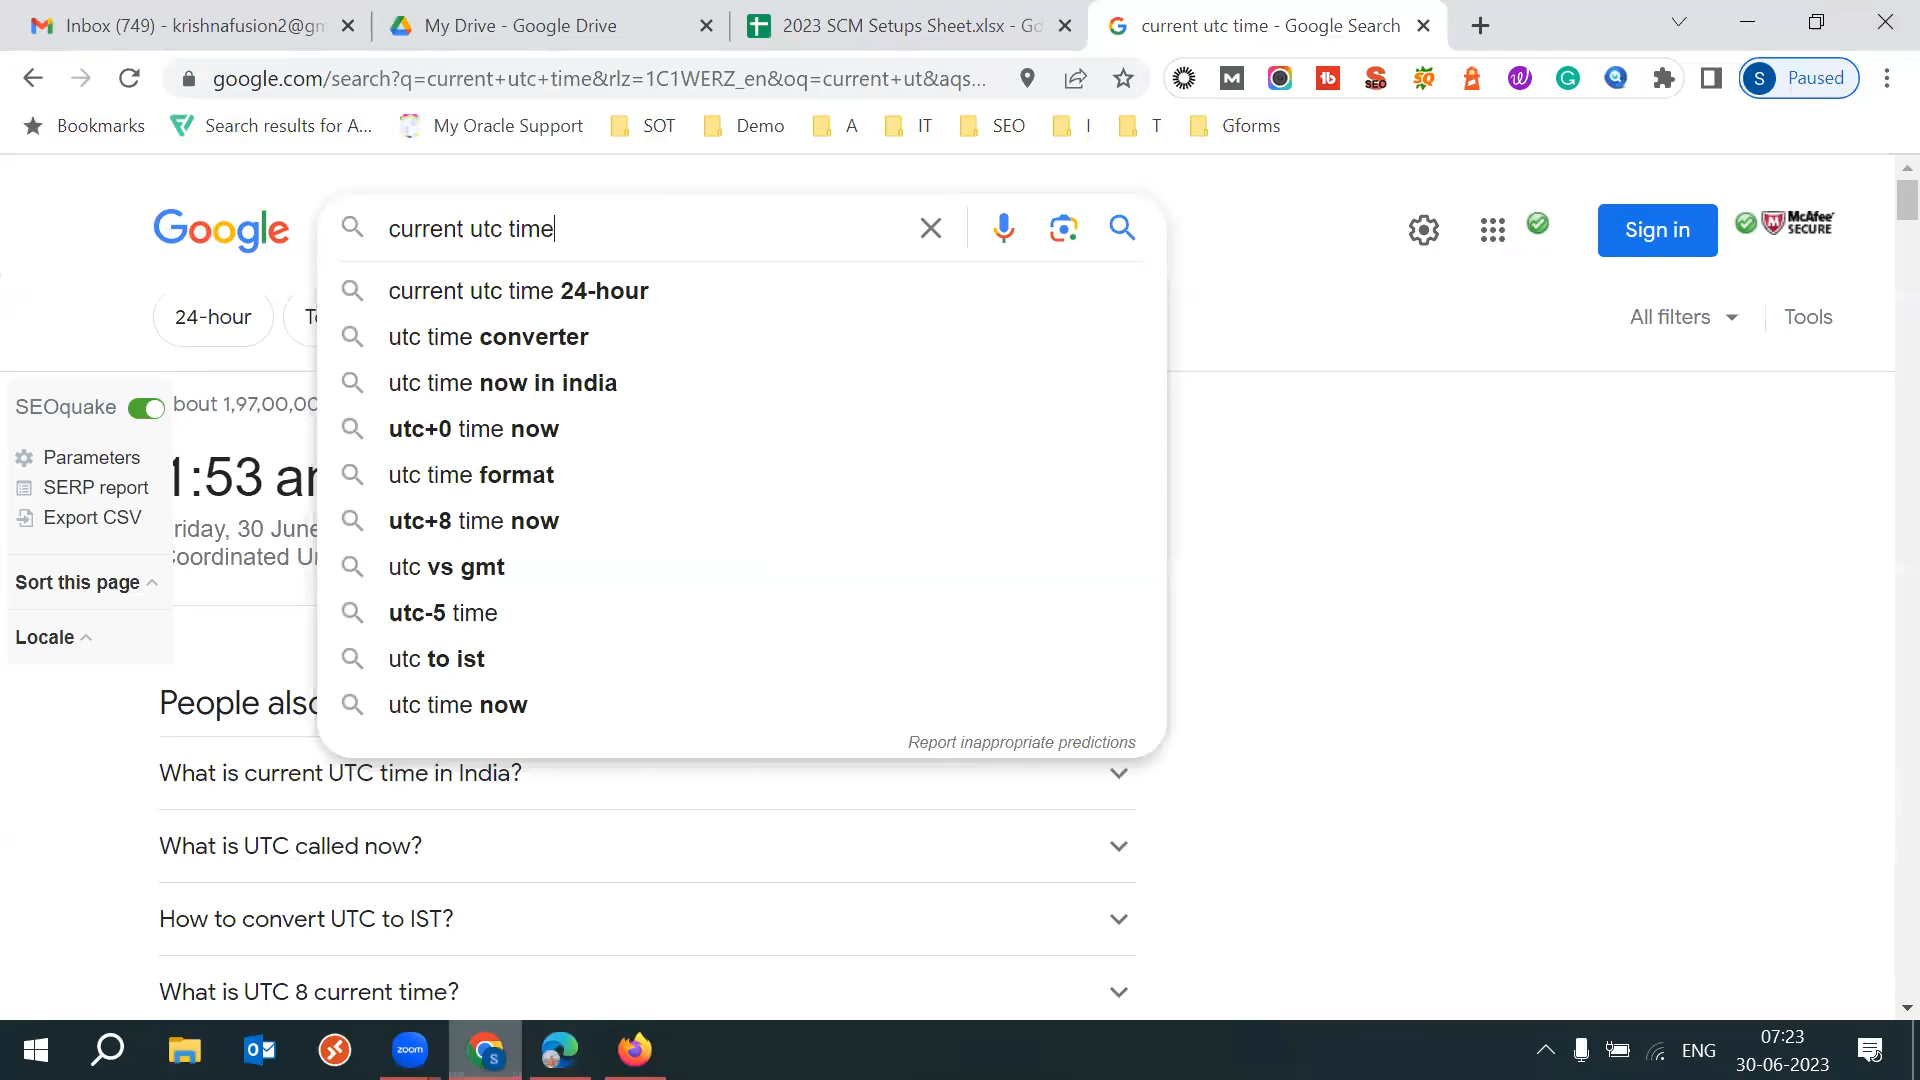 Inbox (749) - krishnafusion2@gm
My Drive - Google Drive
2023 SCM Setups Sheet.xlsx - Go
current utc time - Google Search
google.com/search?q=current+utc+time&rlz=1C1WERZ_en&oq=current+ut&aqs...
Paused
Bookmarks
Search results for A...
My Oracle Support
SOT
Demo
A
IT
SEO
I
T
Gforms
Google
current utc time
Sign in
McAfee
SECURE
24-hour
All filters
Tools
current utc time 24-hour
utc time converter
utc time now in india
utc+0 time now
utc time format
utc+8 time now
utc vs gmt
utc-5 time
utc to ist
utc time now
Report inappropriate predictions
SEOquake
bout 1,97,00,00
Parameters
SERP report
Export CSV
1:53 am
riday, 30 June
Coordinated Un
Sort this page
Locale
People also
What is current UTC time in India?
What is UTC called now?
How to convert UTC to IST?
What is UTC 8 current time?
zoom
ENG
07:23
30-06-2023